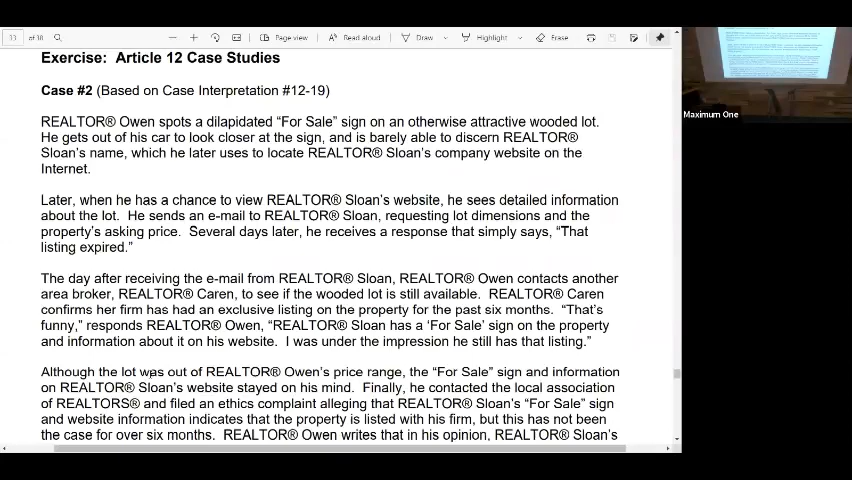 33 of 38
Page view
Read aloud
Draw
Highlight
Erase
Exercise:  Article 12 Case Studies
Case #2 (Based on Case Interpretation #12-19)
REALTOR® Owen spots a dilapidated “For Sale” sign on an otherwise attractive wooded lot.
He gets out of his car to look closer at the sign, and is barely able to discern REALTOR®
Sloan’s name, which he later uses to locate REALTOR® Sloan’s company website on the
Internet.
Later, when he has a chance to view REALTOR® Sloan’s website, he sees detailed information
about the lot.  He sends an e-mail to REALTOR® Sloan, requesting lot dimensions and the
property’s asking price.  Several days later, he receives a response that simply says, “That
listing expired.”
The day after receiving the e-mail from REALTOR® Sloan, REALTOR® Owen contacts another
area broker, REALTOR® Caren, to see if the wooded lot is still available.  REALTOR® Caren
confirms her firm has had an exclusive listing on the property for the past six months.  “That’s
funny,” responds REALTOR® Owen, “REALTOR® Sloan has a ‘For Sale’ sign on the property
and information about it on his website.  I was under the impression he still has that listing.”
Although the lot was out of REALTOR® Owen’s price range, the “For Sale” sign and information
on REALTOR® Sloan’s website stayed on his mind.  Finally, he contacted the local association
of REALTORS® and filed an ethics complaint alleging that REALTOR® Sloan’s “For Sale” sign
and website information indicates that the property is listed with his firm, but this has not been
the case for over six months.  REALTOR® Owen writes that in his opinion, REALTOR® Sloan’s
Maximum One